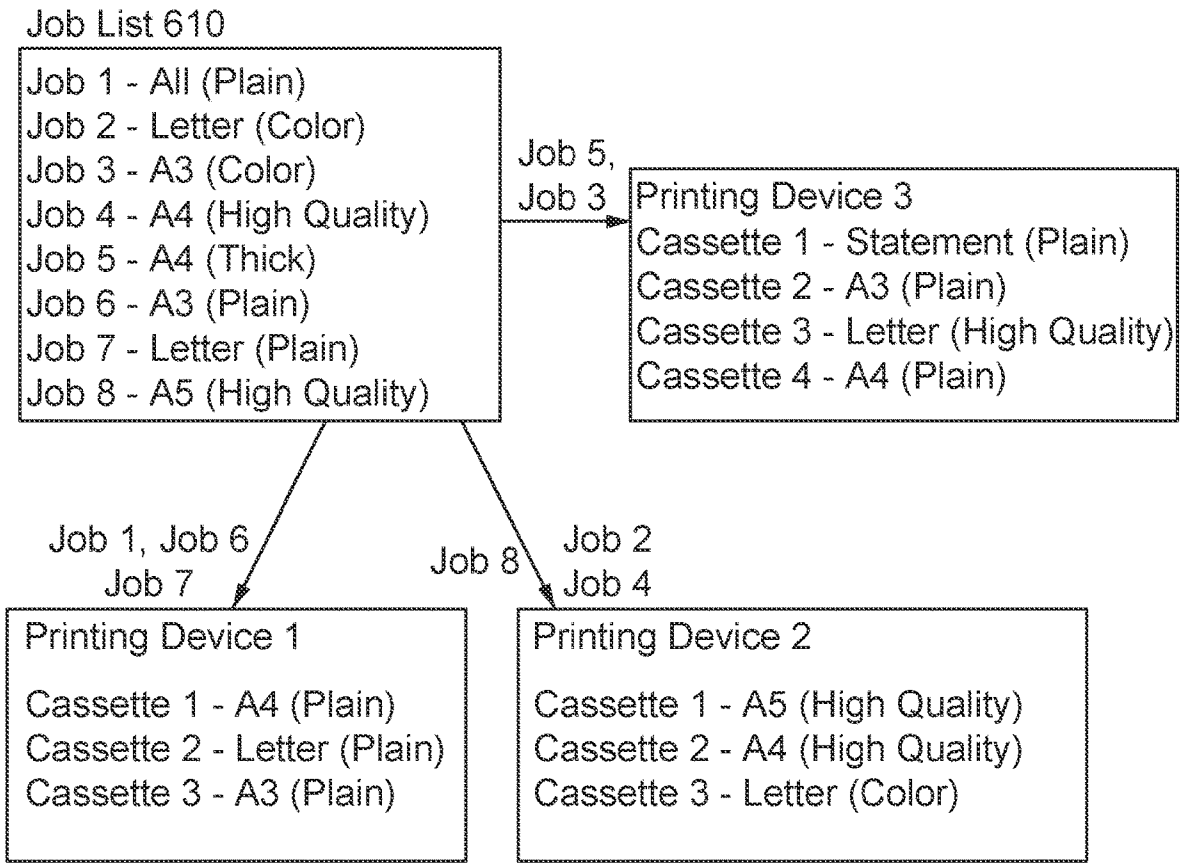 Job List 610
Job 1 - All (Plain)
Job 2 - Letter (Color)
Job 3 - A3 (Color)
Job 4 - A4 (High Quality)
Job 5 - A4 (Thick)
Job 6 - A3 (Plain)
Job 7 - Letter (Plain)
Job 8 - A5 (High Quality)
Job 5,
Job 3
Printing Device 3
Cassette 1 - Statement (Plain)
Cassette 2 - A3 (Plain)
Cassette 3 - Letter (High Quality)
Cassette 4 - A4 (Plain)
Job 1, Job 6
Job 7
Job 8
Job 2
Job 4
Printing Device 1
Cassette 1 - A4 (Plain)
Cassette 2 - Letter (Plain)
Cassette 3 - A3 (Plain)
Printing Device 2
Cassette 1 - A5 (High Quality)
Cassette 2 - A4 (High Quality)
Cassette 3 - Letter (Color)